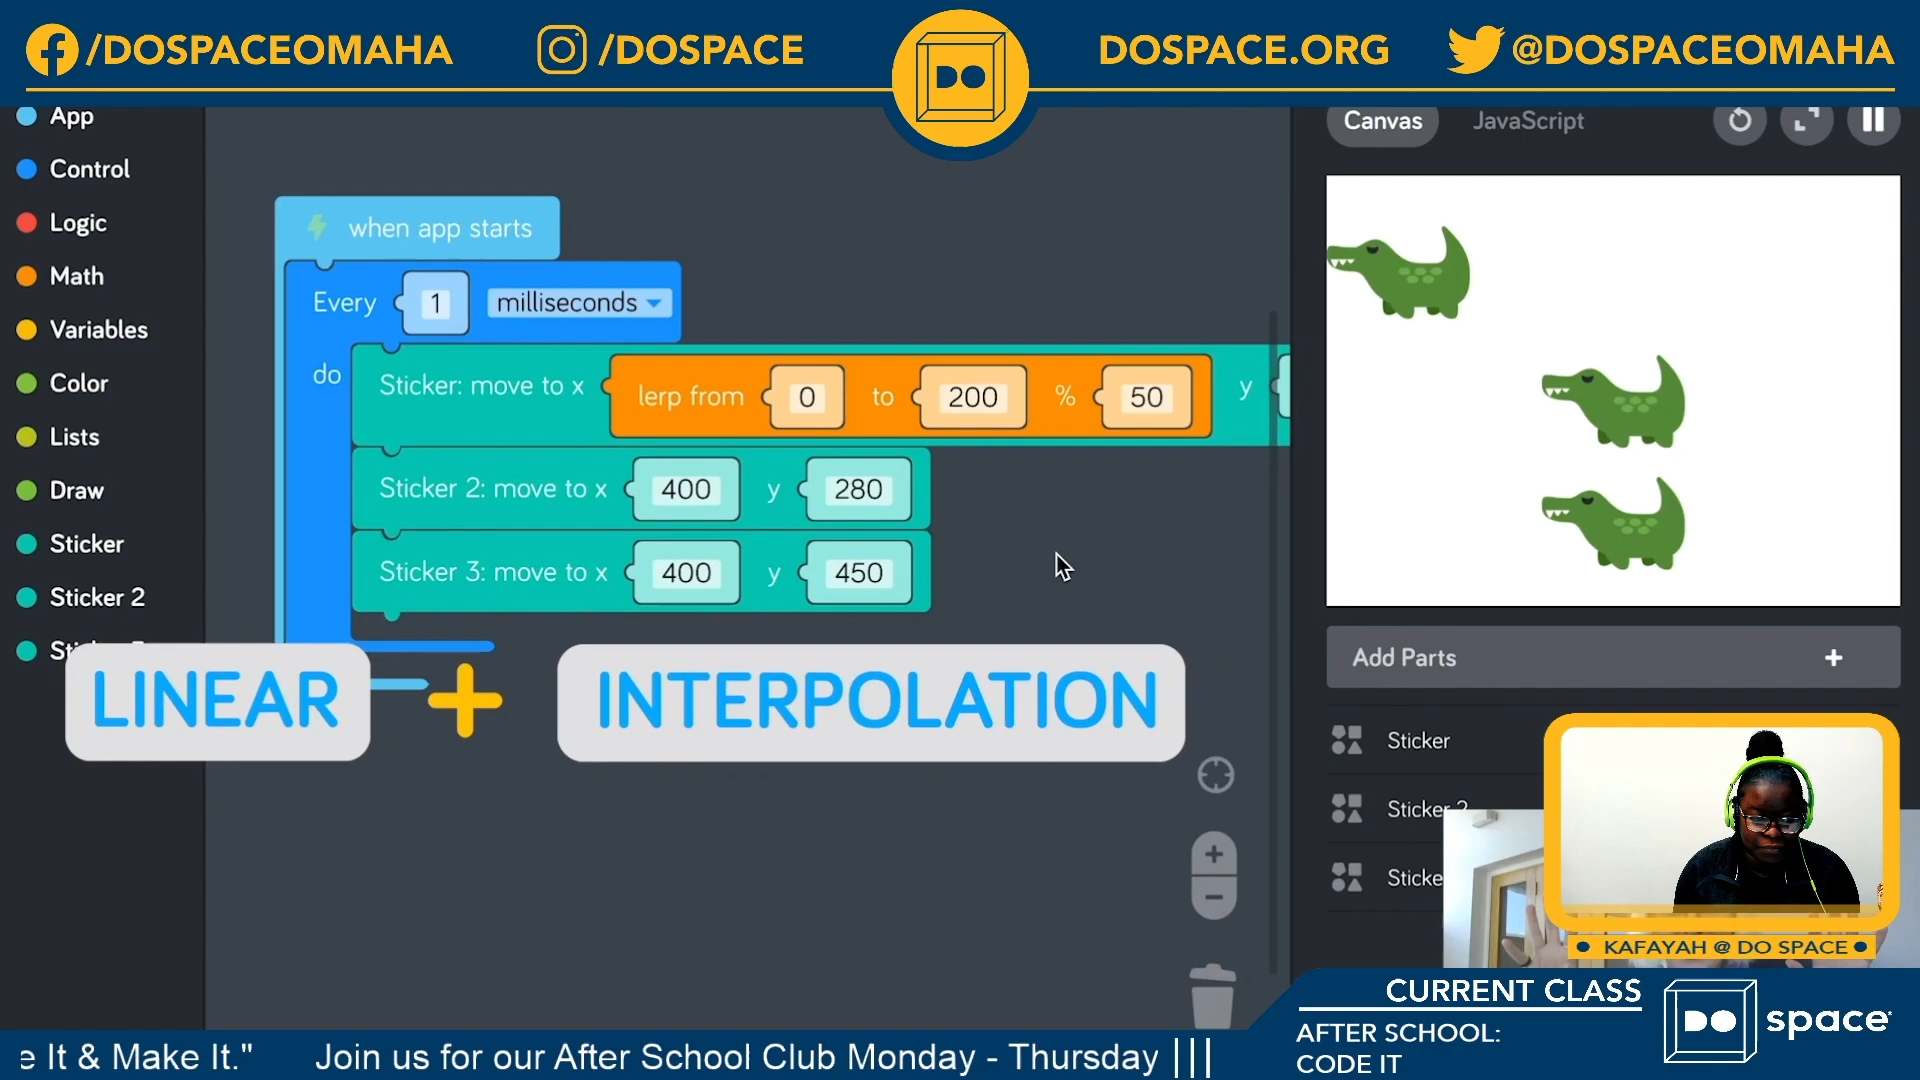 /DOSPACEOMAHA
/DOSPACE
DO
DOSPACE.ORG
@DOSPACEOMAHA
App
Control
Logic
Math
Variables
Color
Lists
Draw
Sticker
Sticker 2
when app starts
Every 1 milliseconds
do
Sticker: move to x lerp from 0 to 200 % 50 y
Sticker 2: move to x 400 y 280
Sticker 3: move to x 400 y 450
LINEAR + INTERPOLATION
Canvas JavaScript
Add Parts +
Sticker
Sticker 2
Sticke
KAFAYAH @ DO SPACE
CURRENT CLASS
AFTER SCHOOL:
CODE IT
DO space
e It & Make It." Join us for our After School Club Monday - Thursday |||